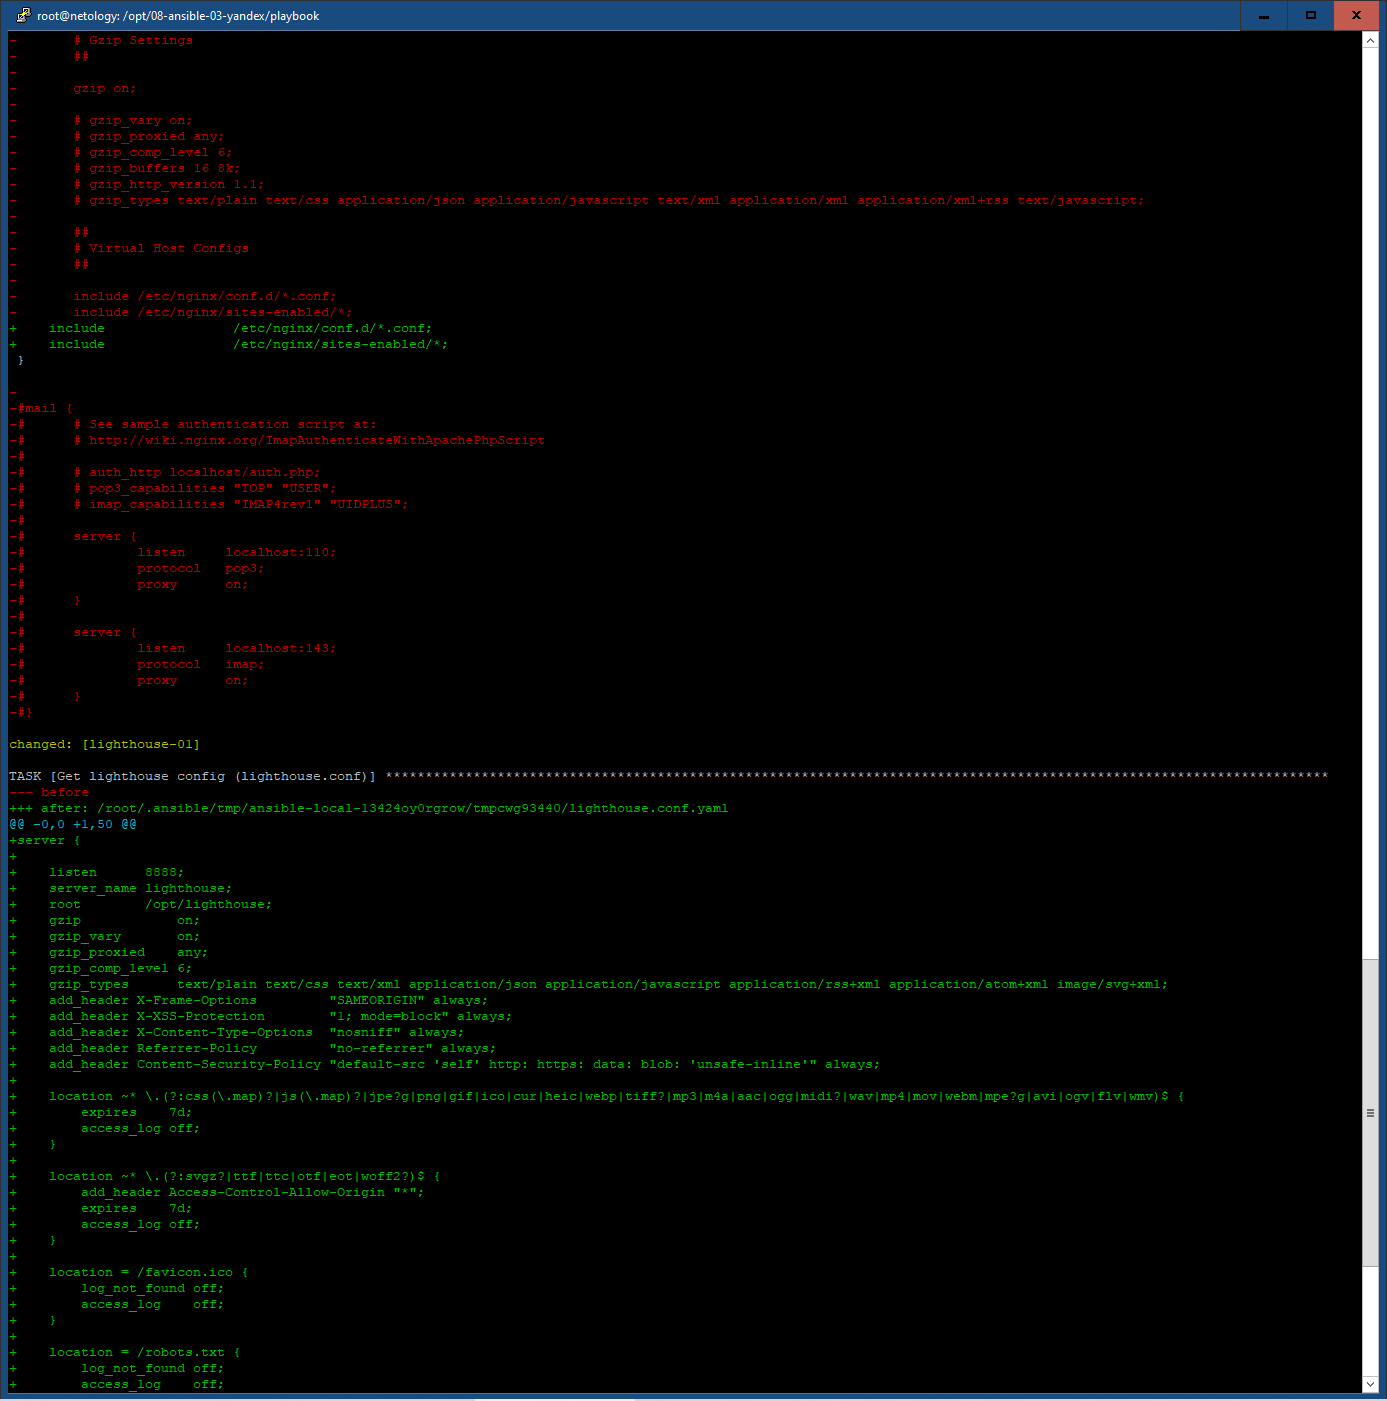 root@netology: /opt/08-ansible-03-yandex/playbook
-       # Gzip Settings
-       ##
-
-       gzip on;
-
-       # gzip_vary on;
-       # gzip_proxied any;
-       # gzip_comp_level 6;
-       # gzip_buffers 16 8k;
-       # gzip_http_version 1.1;
-       # gzip_types text/plain text/css application/json application/javascript text/xml application/xml application/xml+rss text/javascript;
-
-       ##
-       # Virtual Host Configs
-       ##
-
-       include /etc/nginx/conf.d/*.conf;
-       include /etc/nginx/sites-enabled/*;
+    include                /etc/nginx/conf.d/*.conf;
+    include                /etc/nginx/sites-enabled/*;
 }
-
-#mail {
-#      # See sample authentication script at:
-#      # http://wiki.nginx.org/ImapAuthenticateWithApachePhpScript
-#
-#      # auth_http localhost/auth.php;
-#      # pop3_capabilities "TOP" "USER";
-#      # imap_capabilities "IMAP4rev1" "UIDPLUS";
-#
-#      server {
-#              listen     localhost:110;
-#              protocol   pop3;
-#              proxy      on;
-#      }
-#
-#      server {
-#              listen     localhost:143;
-#              protocol   imap;
-#              proxy      on;
-#      }
-#}
changed: [lighthouse-01]
TASK [Get lighthouse config (lighthouse.conf)] **********************************************************************************************************************
--- before
+++ after: /root/.ansible/tmp/ansible-local-13424oy0rgrow/tmpcwg93440/lighthouse.conf.yaml
@@ -0,0 +1,50 @@
+server {
+
+    listen      8888;
+    server_name lighthouse;
+    root        /opt/lighthouse;
+    gzip            on;
+    gzip_vary       on;
+    gzip_proxied    any;
+    gzip_comp_level 6;
+    gzip_types      text/plain text/css text/xml application/json application/javascript application/rss+xml application/atom+xml image/svg+xml;
+    add_header X-Frame-Options         "SAMEORIGIN" always;
+    add_header X-XSS-Protection        "1; mode=block" always;
+    add_header X-Content-Type-Options  "nosniff" always;
+    add_header Referrer-Policy         "no-referrer" always;
+    add_header Content-Security-Policy "default-src 'self' http: https: data: blob: 'unsafe-inline'" always;
+
+    location ~* \.(?:css(\.map)?|js(\.map)?|jpe?g|png|gif|ico|cur|heic|webp|tiff?|mp3|m4a|aac|ogg|midi?|wav|mp4|mov|webm|mpe?g|avi|ogv|flv|wmv)$ {
+        expires    7d;
+        access_log off;
+    }
+
+    location ~* \.(?:svgz?|ttf|ttc|otf|eot|woff2?)$ {
+        add_header Access-Control-Allow-Origin "*";
+        expires    7d;
+        access_log off;
+    }
+
+    location = /favicon.ico {
+        log_not_found off;
+        access_log    off;
+    }
+
+    location = /robots.txt {
+        log_not_found off;
+        access_log    off;